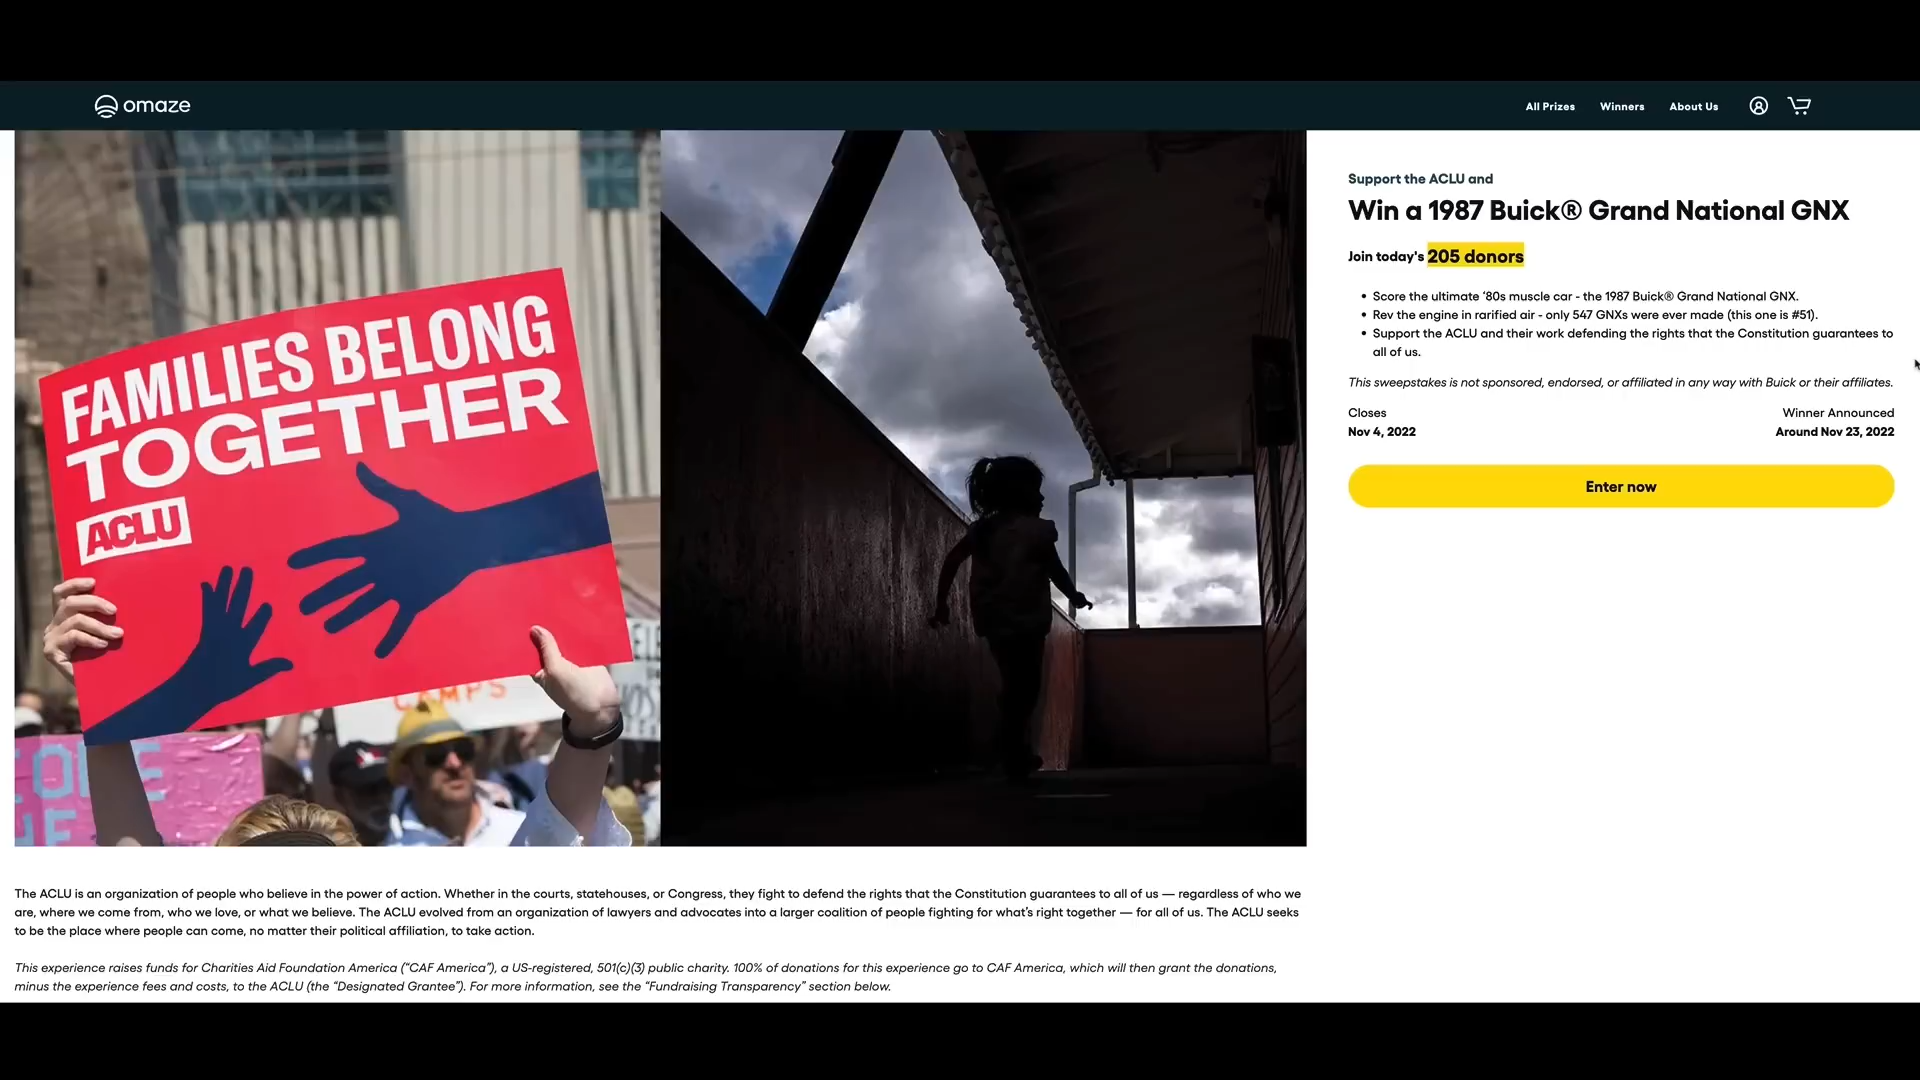 omaze
All Prizes
Winners
About Us
FAMILIES BELONG
TOGETHER
ACLU
CAMPS
Support the ACLU and
Win a 1987 Buick® Grand National GNX
Join today's 205 donors
• Score the ultimate ‘80s muscle car - the 1987 Buick® Grand National GNX.
• Rev the engine in rarified air - only 547 GNXs were ever made (this one is #51).
• Support the ACLU and their work defending the rights that the Constitution guarantees to
all of us.
This sweepstakes is not sponsored, endorsed, or affiliated in any way with Buick or their affiliates.
Closes
Nov 4, 2022
Winner Announced
Around Nov 23, 2022
Enter now
The ACLU is an organization of people who believe in the power of action. Whether in the courts, statehouses, or Congress, they fight to defend the rights that the Constitution guarantees to all of us — regardless of who we
are, where we come from, who we love, or what we believe. The ACLU evolved from an organization of lawyers and advocates into a larger coalition of people fighting for what’s right together — for all of us. The ACLU seeks
to be the place where people can come, no matter their political affiliation, to take action.
This experience raises funds for Charities Aid Foundation America (“CAF America”), a US-registered, 501(c)(3) public charity. 100% of donations for this experience go to CAF America, which will then grant the donations,
minus the experience fees and costs, to the ACLU (the “Designated Grantee”). For more information, see the “Fundraising Transparency” section below.